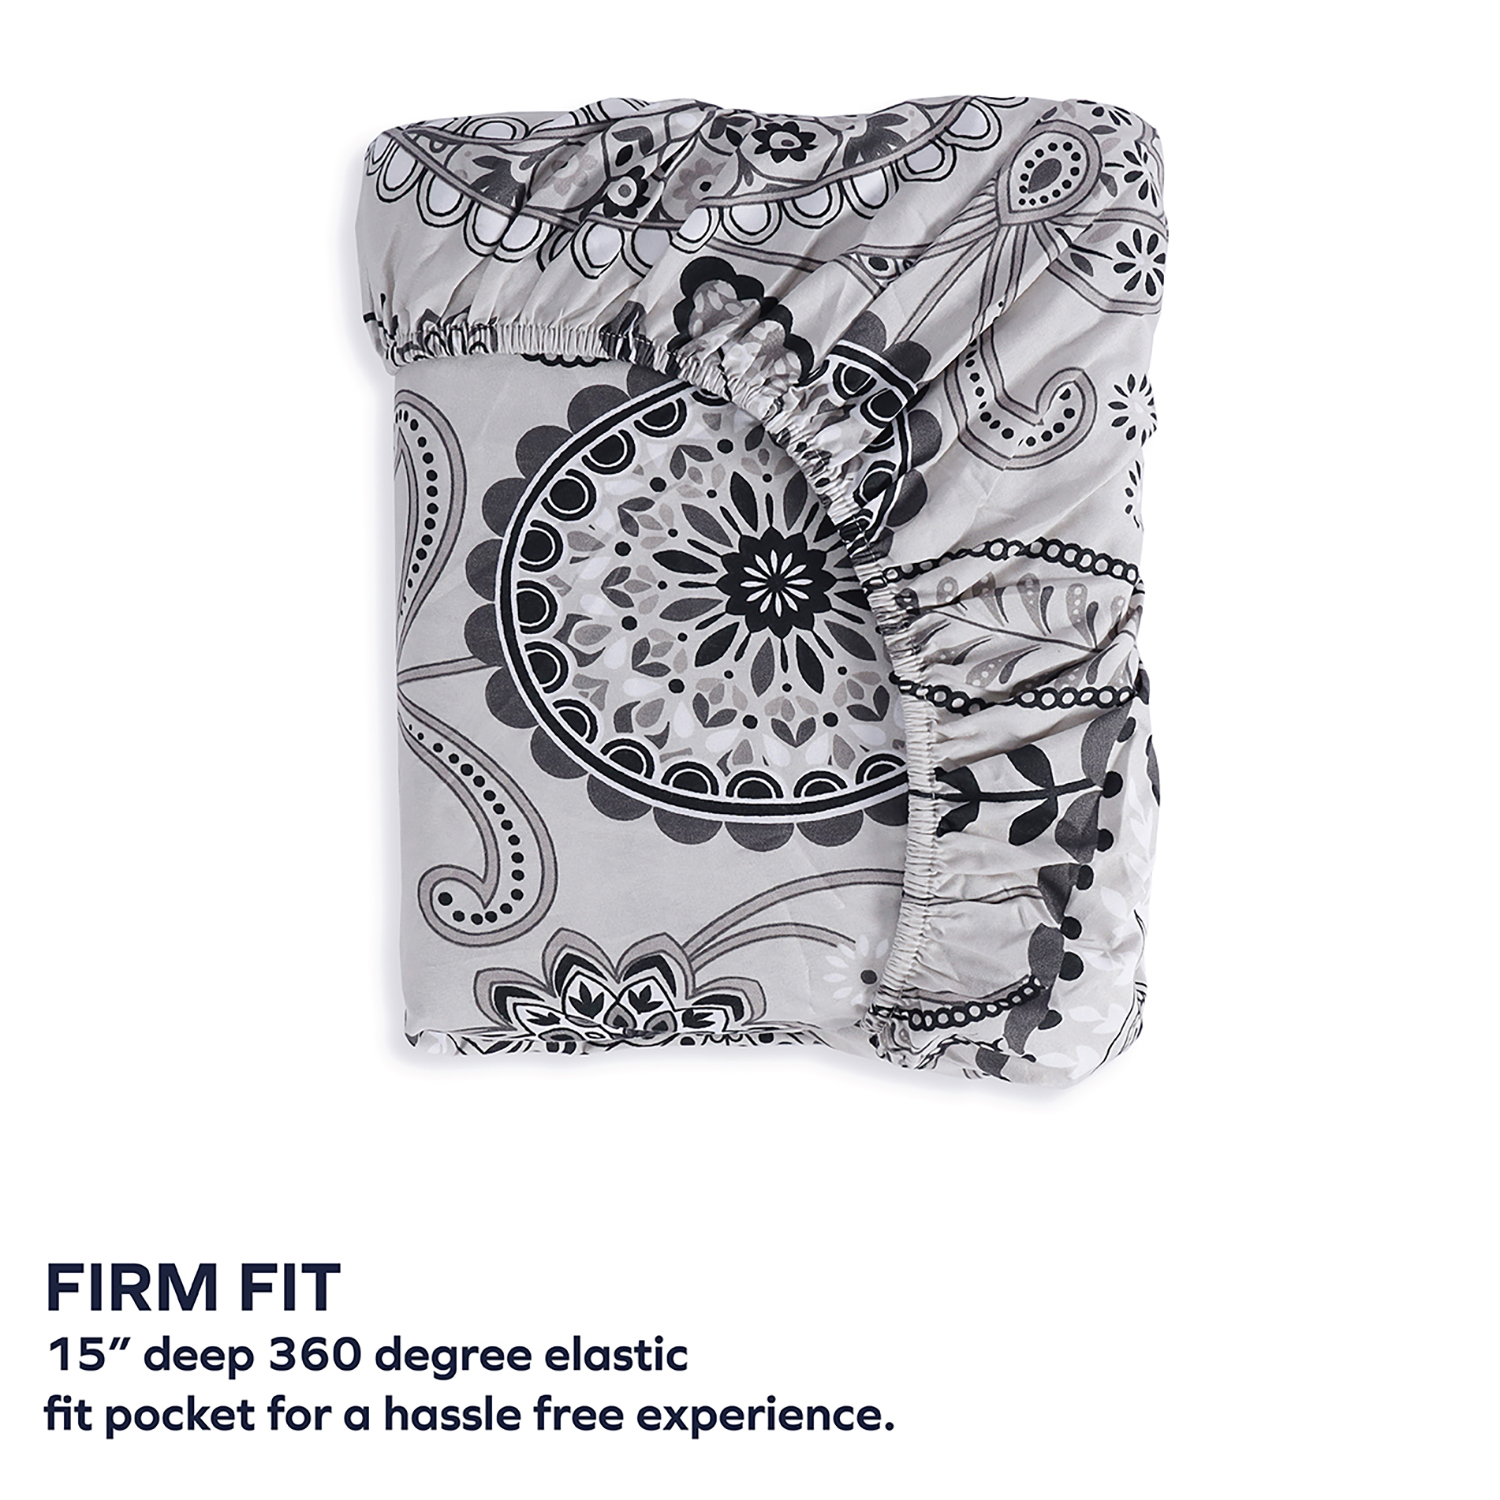 FIRM FIT
15″ deep 360 degree elastic
fit pocket for a hassle free experience.